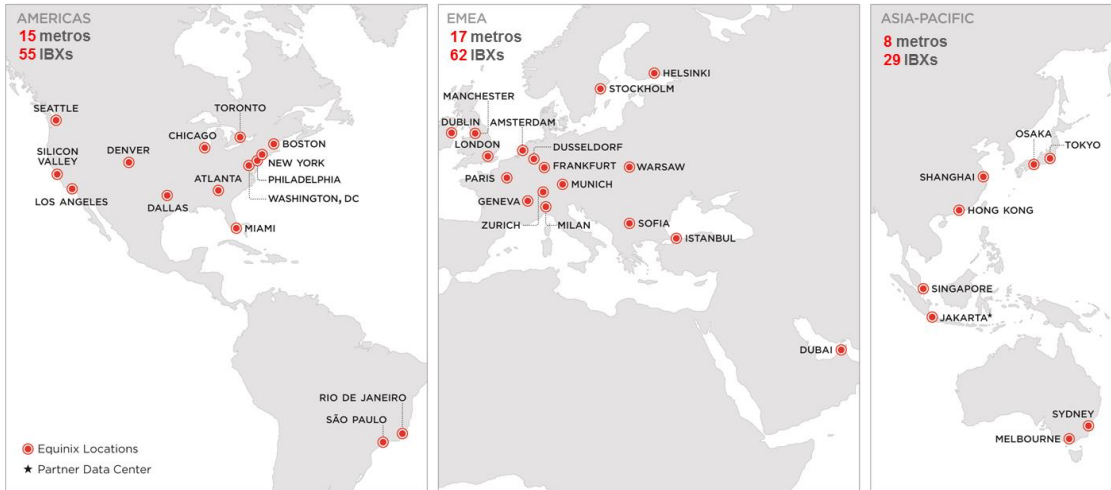 AMERICAS
15 metros
55 IBXs
SEATTLE
TORONTO
CHICAGO
BOSTON
SILICON
VALLEY
DENVER
NEW YORK
PHILADELPHIA
ATLANTA
WASHINGTON, DC
LOS ANGELES
DALLAS
MIAMI
RIO DE JANEIRO
SÃO PAULO
Equinix Locations
★ Partner Data Center
EMEA
17 metros
62 IBXs
HELSINKI
STOCKHOLM
MANCHESTER
DUBLIN
AMSTERDAM
LONDON
DUSSELDORF
FRANKFURT
WARSAW
PARIS
MUNICH
GENEVA
ZURICH
MILAN
SOFIA
ISTANBUL
DUBAI
ASIA-PACIFIC
8 metros
29 IBXs
OSAKA
TOKYO
SHANGHAI
HONG KONG
SINGAPORE
JAKARTA★
SYDNEY
MELBOURNE